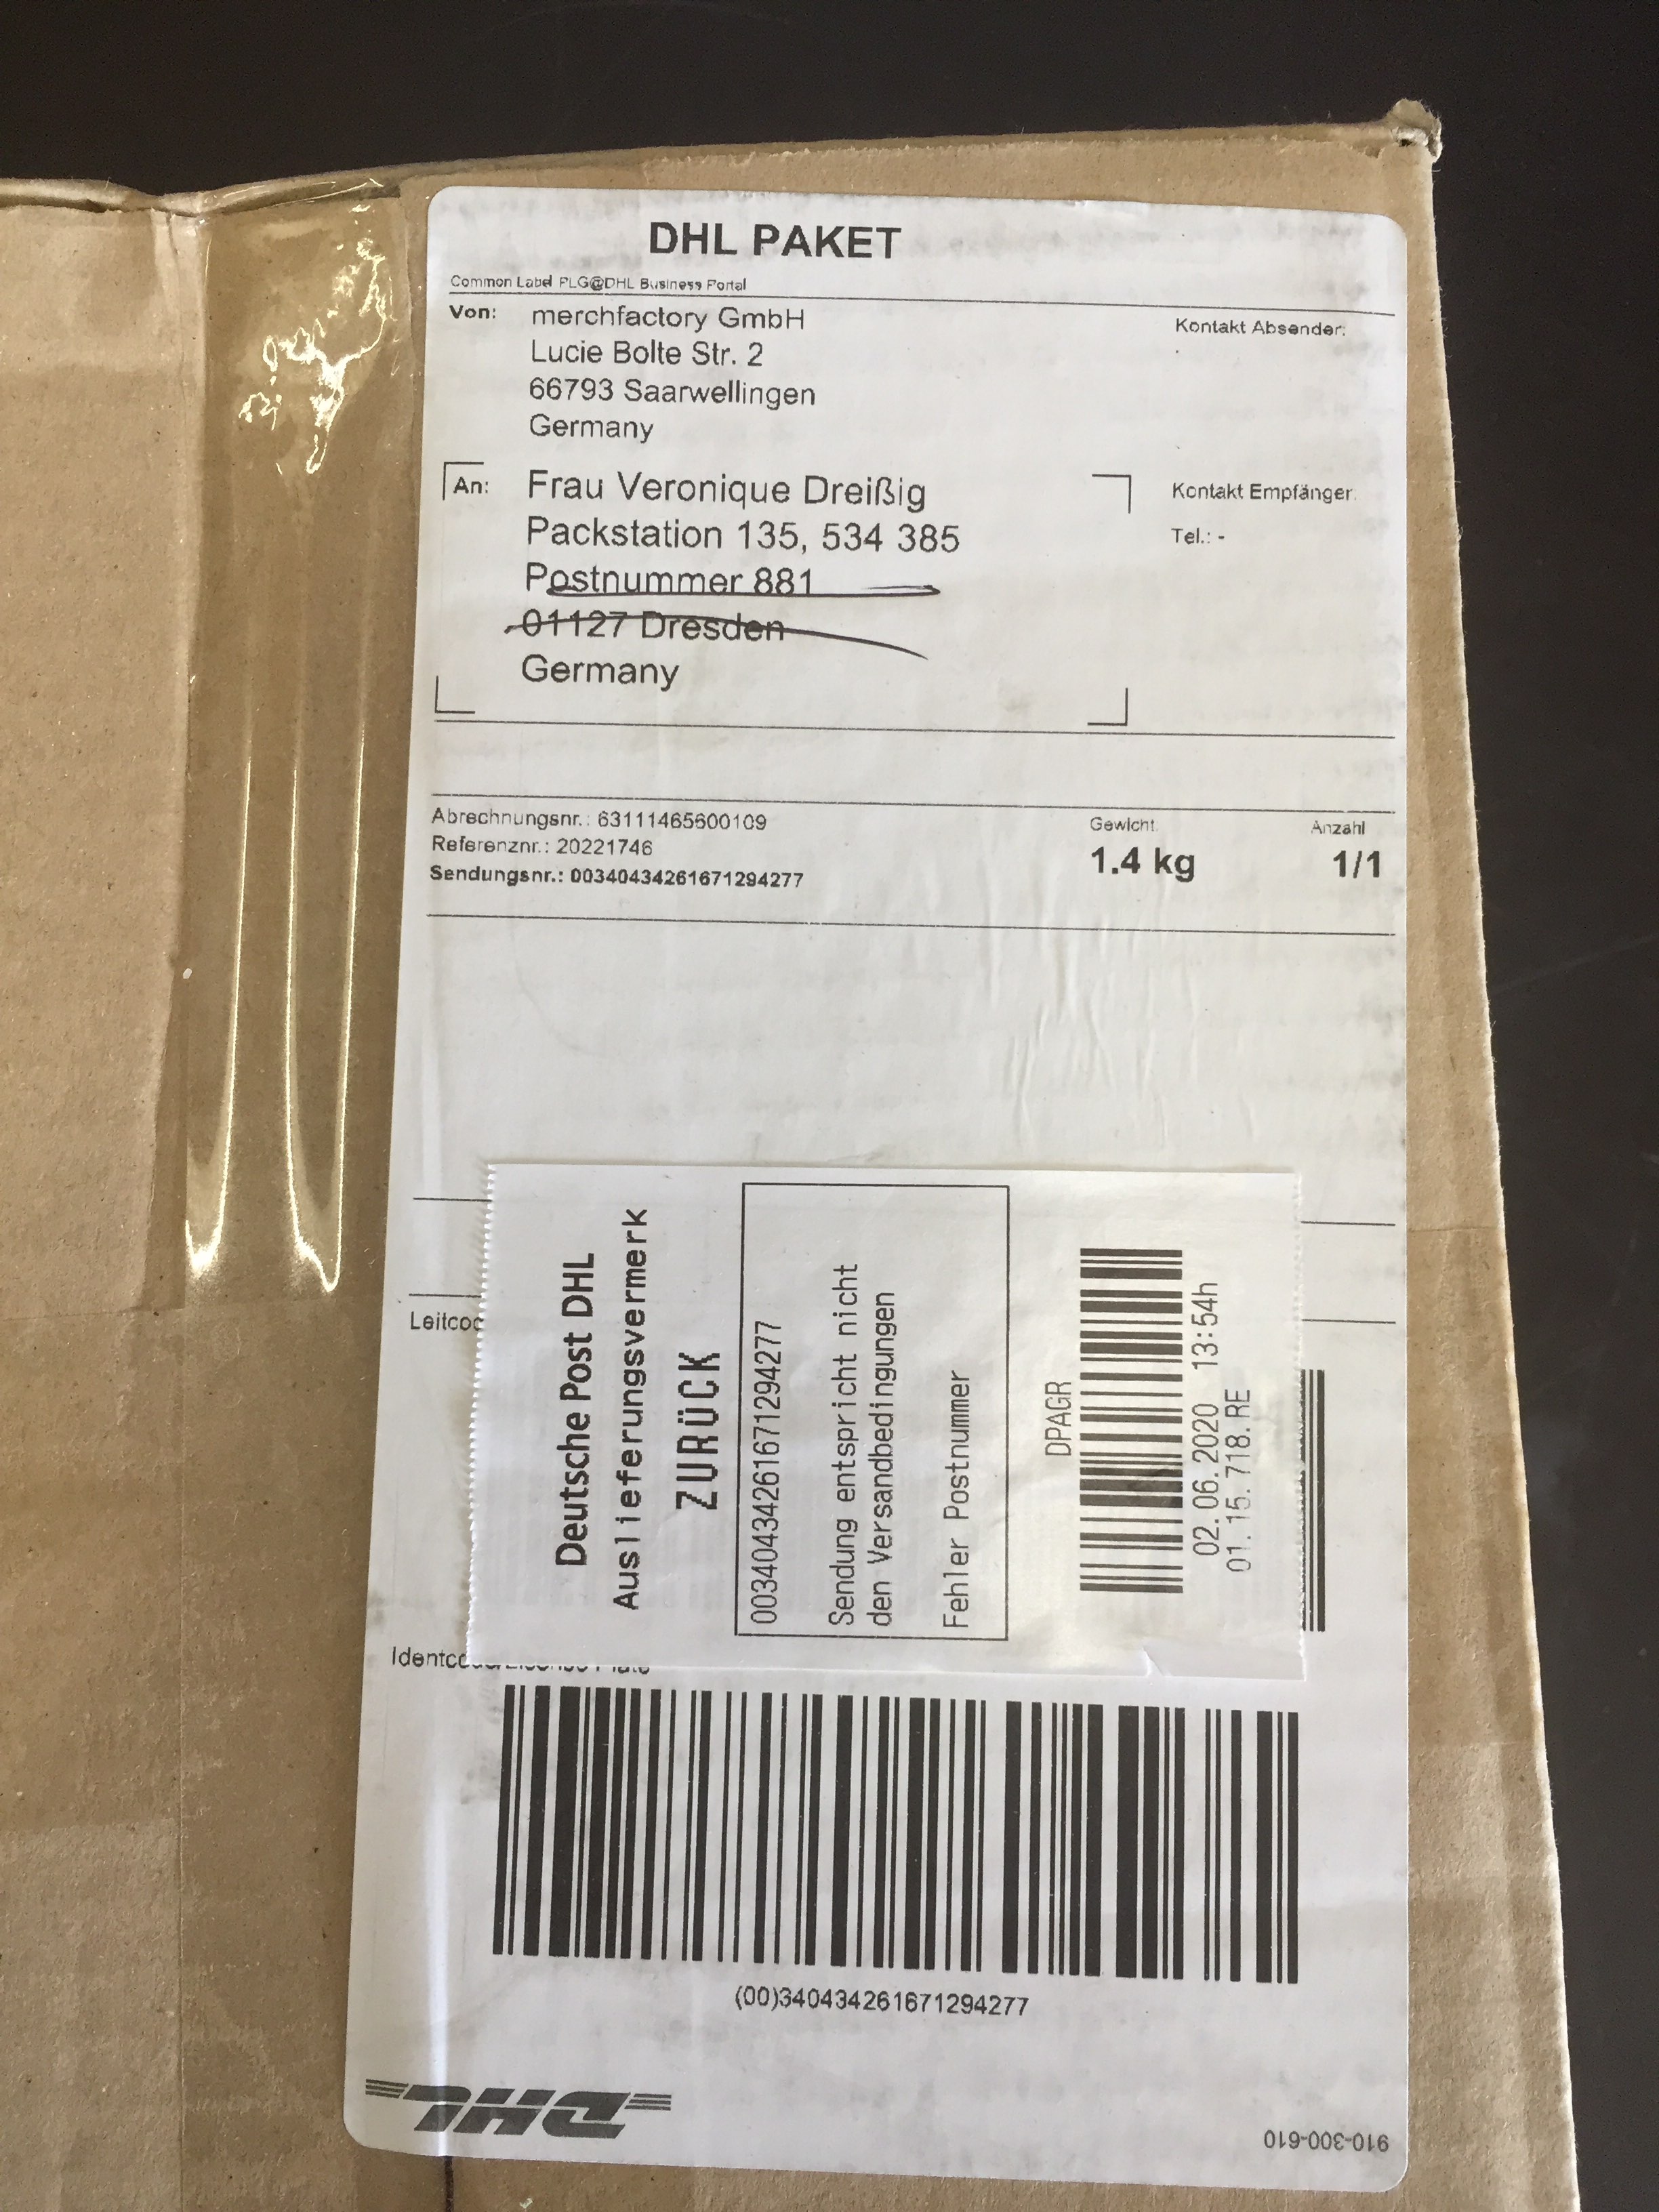 DHL PAKET
Common Label PLG@DHL Business Portal
Von: merchfactory GmbH
Lucie Bolte Str. 2
66793 Saarwellingen
Germany
Kontakt Absender:
An: Frau Veronique Dreißig
Packstation 135, 534 385
Postnummer 881
01127 Dresden
Germany
Kontakt Empfänger:
Tel.: -
Abrechnungsnr.: 63111465600109
Referenznr.: 20221746
Sendungsnr.: 00340434261671294277
Gewicht
1.4 kg
Anzahl
1/1
Leitcod
Deutsche Post DHL
Auslieferungsvermerk
ZURÜCK
00340434261671294277
Sendung entspricht nicht
den Versandbedingungen
Fehler Postnummer
DPAGR
02.06.2020 13:54h
01.15.718.RE
(00)340434261671294277
DHL
910-300-610